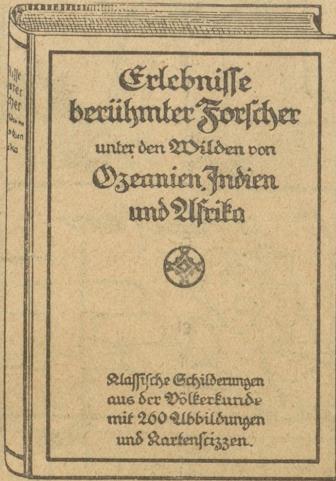 Erlebnisse
berühmter Forscher
unter den Wilden von
Ozeanien, Indien
und Afrika
Klassische Schilderungen
aus der Völkerkunde
mit 260 Abbildungen
und Kartenscizzen.